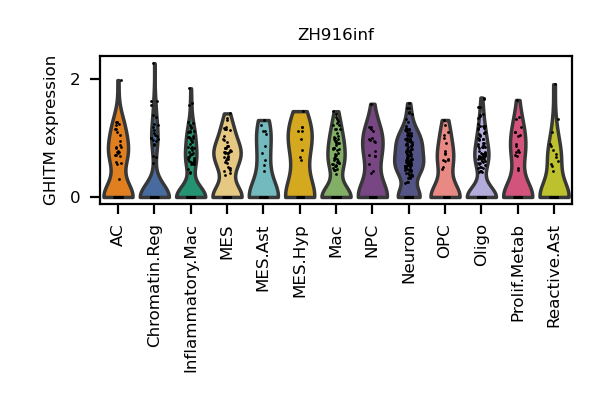 ZH916inf
GHITM expression
2
0
AC
Chromatin.Reg
Inflammatory.Mac
MES
MES.Ast
MES.Hyp
Mac
NPC
Neuron
OPC
Oligo
Prolif.Metab
Reactive.Ast